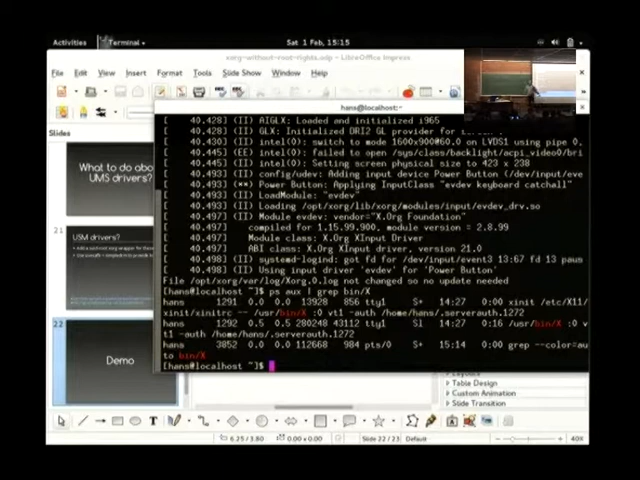 Activities
Terminal
Sat 1 Feb, 15:15
xorg-without-root-rights.odp - LibreOffice Impress
File Edit View Insert Format Tools Slide Show Window Help
hans@localhost:~
Slides
What to do about
UMS drivers?
21
USM drivers?
22
Demo
[ 40.428] (II) AIGLX: Loaded and initialized i965
[ 40.428] (II) GLX: Initialized DRI2 GL provider for
[ 40.430] (II) intel(0): switch to mode 1600x900@60.0 on LVDS1 using pipe 0,
[ 40.445] (EE) intel(0): failed to open /sys/class/backlight/acpi_video0/bri
[ 40.493] (II) intel(0): Setting screen physical size to 423 x 238
[ 40.493] (II) config/udev: Adding input device Power Button (/dev/input/eve
[ 40.493] (**) Power Button: Applying InputClass "evdev keyboard catchall"
[ 40.493] (II) LoadModule: "evdev"
[ 40.493] (II) Loading /opt/xorg/lib/xorg/modules/input/evdev_drv.so
[ 40.497] (II) Module evdev: vendor="X.Org Foundation"
[ 40.497] compiled for 1.15.99.900, module version = 2.8.99
[ 40.497] Module class: X.Org XInput Driver
[ 40.497] ABI class: X.Org XInput driver, version 21.0
[ 40.498] (II) systemd-logind: got fd for /dev/input/event3 13:67 fd 13 paus
[ 40.498] (II) Using input driver 'evdev' for 'Power Button'
File /opt/xorg/var/log/Xorg.0.log not changed so no update needed
[hans@localhost ~]$ ps aux | grep bin/X
hans 1291 0.0 0.0 13928 856 tty1 S+ 14:27 0:00 xinit /etc/X11/
xinit/xinitrc -- /usr/bin/X :0 vt1 -auth /home/hans/.serverauth.1272
hans 1292 0.5 0.5 280248 43112 tty1 Sl 14:27 0:16 /usr/bin/X :0 v
t1 -auth /home/hans/.serverauth.1272
hans 3852 0.0 0.0 112668 984 pts/0 S+ 15:14 0:00 grep --color=au
to bin/X
[hans@localhost ~]$
Table Design
Custom Animation
Slide Transition
6.25 / 3.80
0.00 x 0.00
Slide 22 / 23
Default
40%